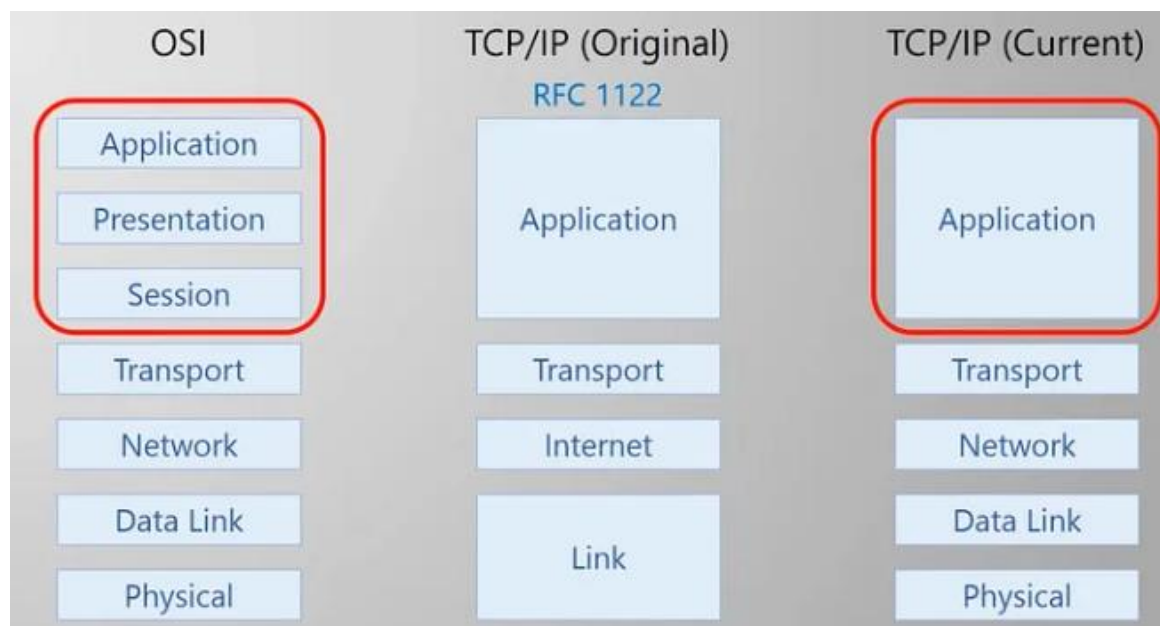 OSI
TCP/IP (Original)
TCP/IP (Current)
RFC 1122
Application
Presentation
Session
Transport
Network
Data Link
Physical
Application
Transport
Internet
Link
Application
Transport
Network
Data Link
Physical